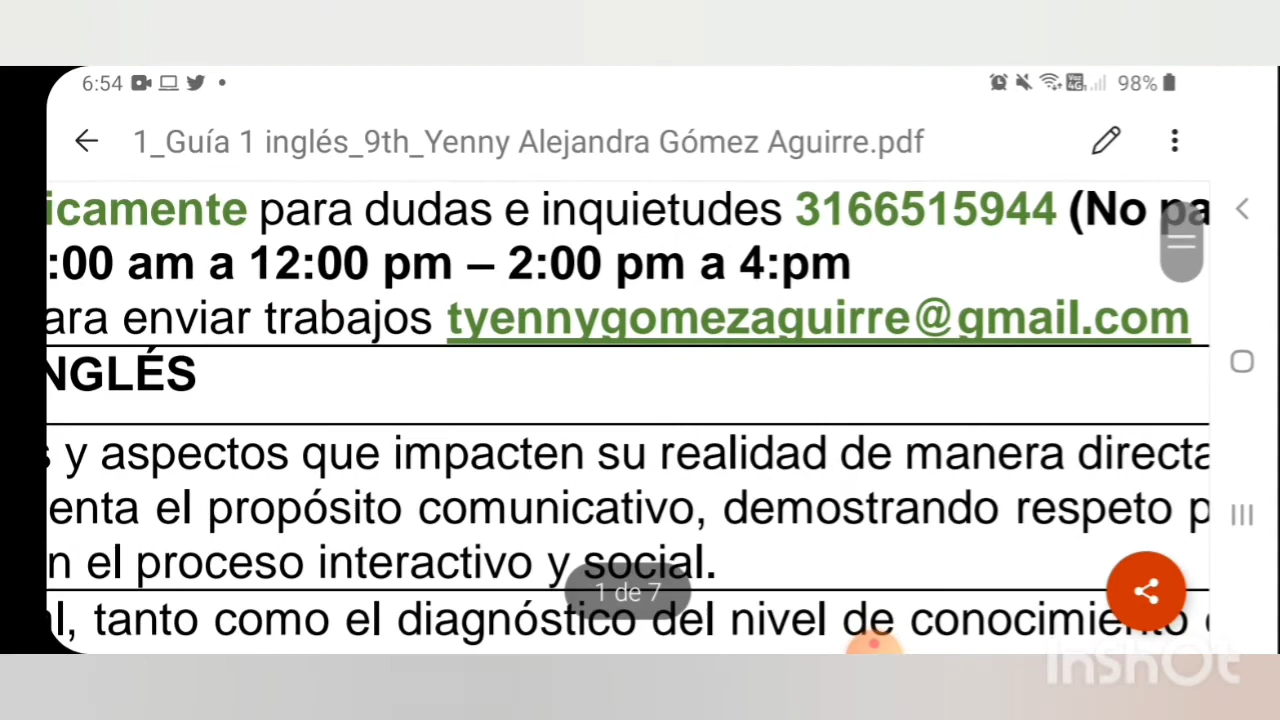 6:54
98%
1_Guía 1 inglés_9th_Yenny Alejandra Gómez Aguirre.pdf
icamente para dudas e inquietudes 3166515944 (No pa
:00 am a 12:00 pm – 2:00 pm a 4:pm
ara enviar trabajos tyennygomezaguirre@gmail.com
NGLÉS
s y aspectos que impacten su realidad de manera directa
enta el propósito comunicativo, demostrando respeto p
n el proceso interactivo y social.
1 de 7
l, tanto como el diagnóstico del nivel de conocimiento
InShOt